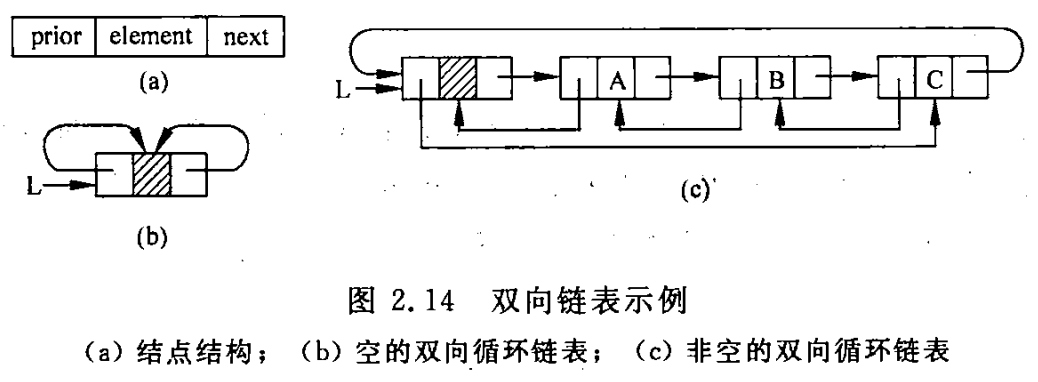 prior element next
(a)
L
(b)
L A B C
(c)
图 2.14 双向链表示例
（a）结点结构；（b）空的双向循环链表；（c）非空的双向循环链表